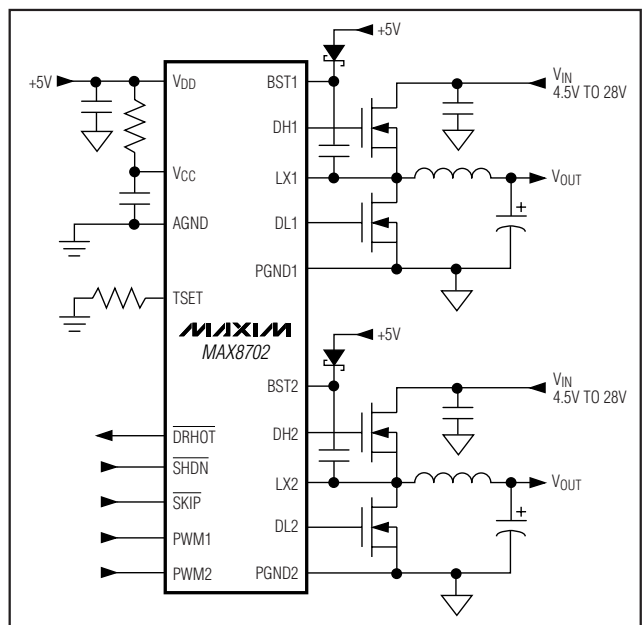 +5V
VDD
VCC
AGND
TSET
MAXIM
MAX8702
DRHOT
SHDN
SKIP
PWM1
PWM2
BST1
DH1
LX1
DL1
PGND1
BST2
DH2
LX2
DL2
PGND2
+5V
VIN
4.5V TO 28V
VOUT
+
+5V
VIN
4.5V TO 28V
VOUT
+